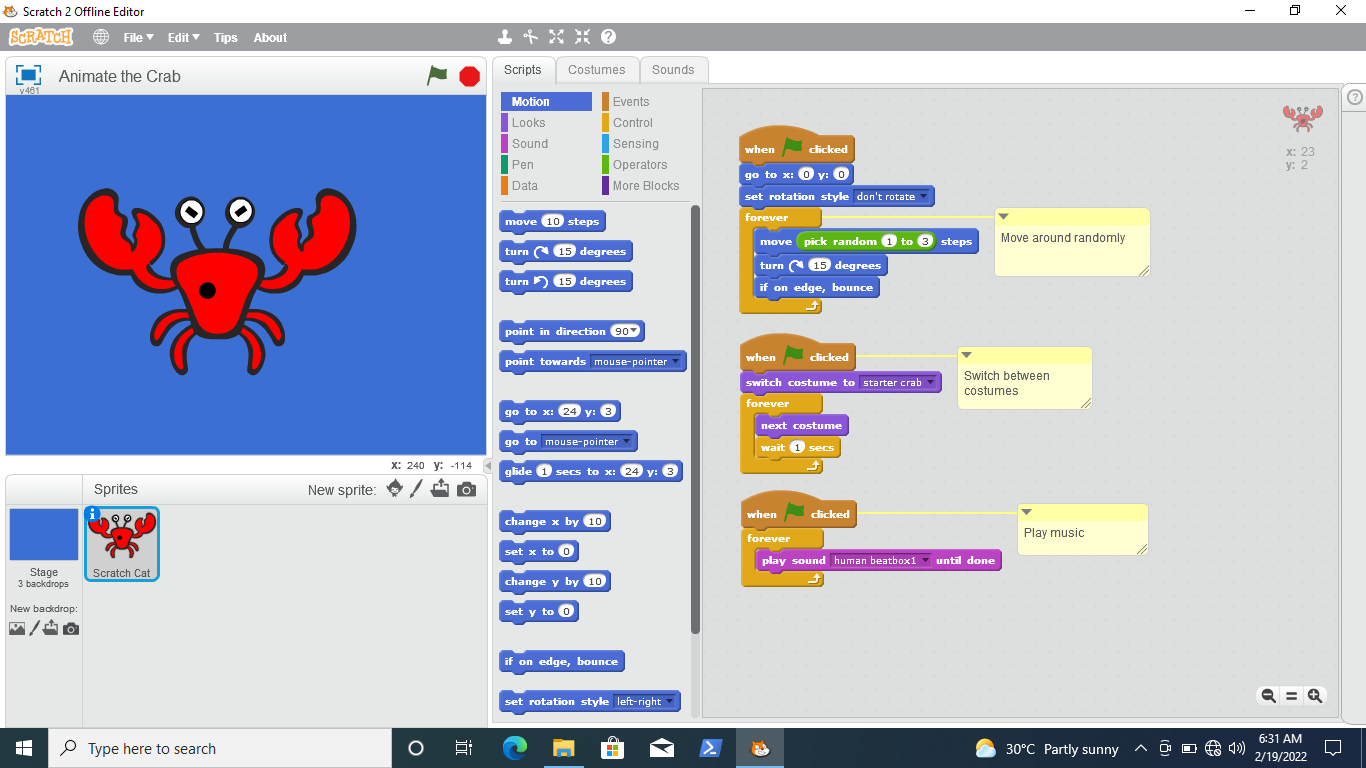 Scratch 2 Offline Editor
SCRATCH File Edit Tips About
Animate the Crab
v461
x: 240 y: -114
Sprites New sprite:
Stage
3 backdrops
New backdrop:
Scratch Cat
Scripts Costumes Sounds
Motion Events
Looks Control
Sound Sensing
Pen Operators
Data More Blocks
move 10 steps
turn 15 degrees
turn 15 degrees
point in direction 90
point towards mouse-pointer
go to x: 24 y: 3
go to mouse-pointer
glide 1 secs to x: 24 y: 3
change x by 10
set x to 0
change y by 10
set y to 0
if on edge, bounce
set rotation style left-right
when clicked
go to x: 0 y: 0
set rotation style don't rotate
forever
move pick random 1 to 3 steps
turn 15 degrees
if on edge, bounce
Move around randomly
when clicked
switch costume to starter crab
forever
next costume
wait 1 secs
Switch between
costumes
when clicked
forever
play sound human beatbox1 until done
Play music
x: 23
y: 2
Type here to search
30°C Partly sunny
6:31 AM
2/19/2022